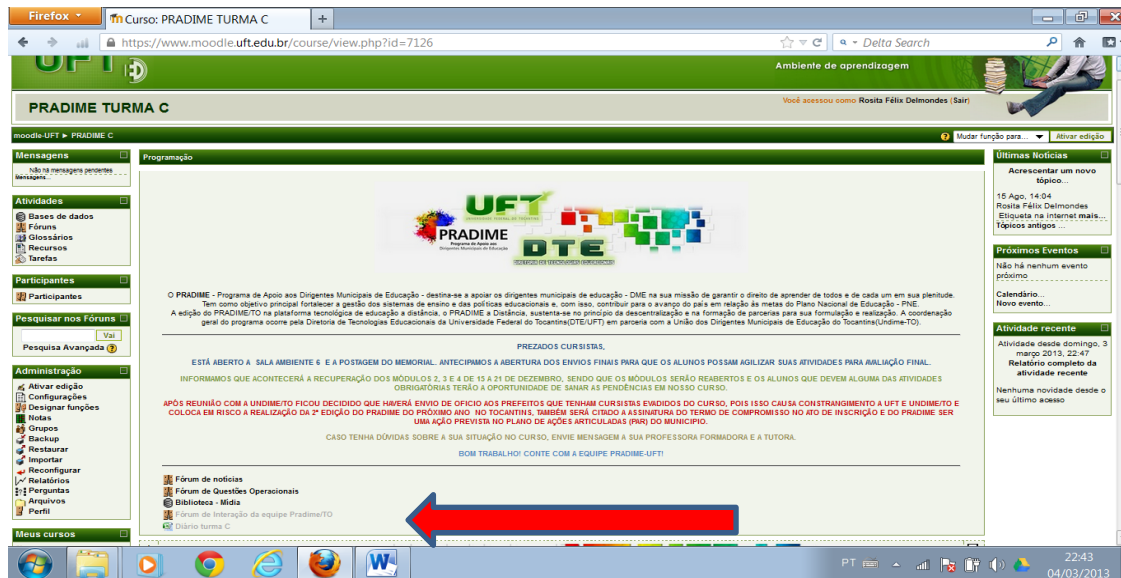 Firefox
Curso: PRADIME TURMA C
https://www.moodle.uft.edu.br/course/view.php?id=7126
Delta Search
UFT
Ambiente de aprendizagem
PRADIME TURMA C
Você acessou como Rosita Félix Delmondes (Sair)
moodle-UFT ► PRADIME C
Mudar função para...
Ativar edição
Mensagens
Não há mensagens pendentes
Mensagens...
Atividades
Bases de dados
Fóruns
Glossários
Recursos
Tarefas
Participantes
Participantes
Pesquisar nos Fóruns
Vai
Pesquisa Avançada
Administração
Ativar edição
Configurações
Designar funções
Notas
Grupos
Backup
Restaurar
Importar
Reconfigurar
Relatórios
Perguntas
Arquivos
Perfil
Meus cursos
Programação
UFT
UNIVERSIDADE FEDERAL DO TOCANTINS
PRADIME
Programa de Apoio aos
Dirigentes Municipais de Educação
DTE
DIRETORIA DE TECNOLOGIAS EDUCACIONAIS
O PRADIME - Programa de Apoio aos Dirigentes Municipais de Educação - destina-se a apoiar os dirigentes municipais de educação - DME na sua missão de garantir o direito de aprender de todos e de cada um em sua plenitude.
Tem como objetivo principal fortalecer a gestão dos sistemas de ensino e das políticas educacionais e, com isso, contribuir para o avanço do país em relação às metas do Plano Nacional de Educação - PNE.
A edição do PRADIME/TO na plataforma tecnológica de educação a distância, o PRADIME a Distância, sustenta-se no princípio da descentralização e na formação de parcerias para sua formulação e realização. A coordenação
geral do programa ocorre pela Diretoria de Tecnologias Educacionais da Universidade Federal do Tocantins(DTE/UFT) em parceria com a União dos Dirigentes Municipais de Educação do Tocantins(Undime-TO).
PREZADOS CURSISTAS,
ESTÁ ABERTO A SALA AMBIENTE 6 E A POSTAGEM DO MEMORIAL. ANTECIPAMOS A ABERTURA DOS ENVIOS FINAIS PARA QUE OS ALUNOS POSSAM AGILIZAR SUAS ATIVIDADES PARA AVALIAÇÃO FINAL.
INFORMAMOS QUE ACONTECERÁ A RECUPERAÇÃO DOS MÓDULOS 2, 3 E 4 DE 15 A 21 DE DEZEMBRO, SENDO QUE OS MÓDULOS SERÃO REABERTOS E OS ALUNOS QUE DEVEM ALGUMA DAS ATIVIDADES
OBRIGATÓRIAS TERÃO A OPORTUNIDADE DE SANAR AS PENDÊNCIAS EM NOSSO CURSO.
APÓS REUNIÃO COM A UNDIME/TO FICOU DECIDIDO QUE HAVERÁ ENVIO DE OFICIO AOS PREFEITOS QUE TENHAM CURSISTAS EVADIDOS DO CURSO, POIS ISSO CAUSA CONSTRANGIMENTO A UFT E UNDIME/TO E
COLOCA EM RISCO A REALIZAÇÃO DA 2ª EDIÇÃO DO PRADIME DO PRÓXIMO ANO NO TOCANTINS, TAMBÉM SERÁ CITADO A ASSINATURA DO TERMO DE COMPROMISSO NO ATO DE INSCRIÇÃO E DO PRADIME SER
UMA AÇÃO PREVISTA NO PLANO DE AÇÕES ARTICULADAS (PAR) DO MUNICIPIO.
CASO TENHA DÚVIDAS SOBRE A SUA SITUAÇÃO NO CURSO, ENVIE MENSAGEM A SUA PROFESSORA FORMADORA E A TUTORA.
BOM TRABALHO! CONTE COM A EQUIPE PRADIME-UFT!
Fórum de notícias
Fórum de Questões Operacionais
Biblioteca - Mídia
Fórum de Interação da equipe Pradime/TO
Diário turma C
Últimas Notícias
Acrescentar um novo
tópico...
15 Ago, 14:04
Rosita Félix Delmondes
Etiqueta na internet mais...
Tópicos antigos ...
Próximos Eventos
Não há nenhum evento
próximo
Calendário...
Novo evento...
Atividade recente
Atividade desde domingo, 3
março 2013, 22:47
Relatório completo da
atividade recente
Nenhuma novidade desde o
seu último acesso
PT
22:43
04/03/2013